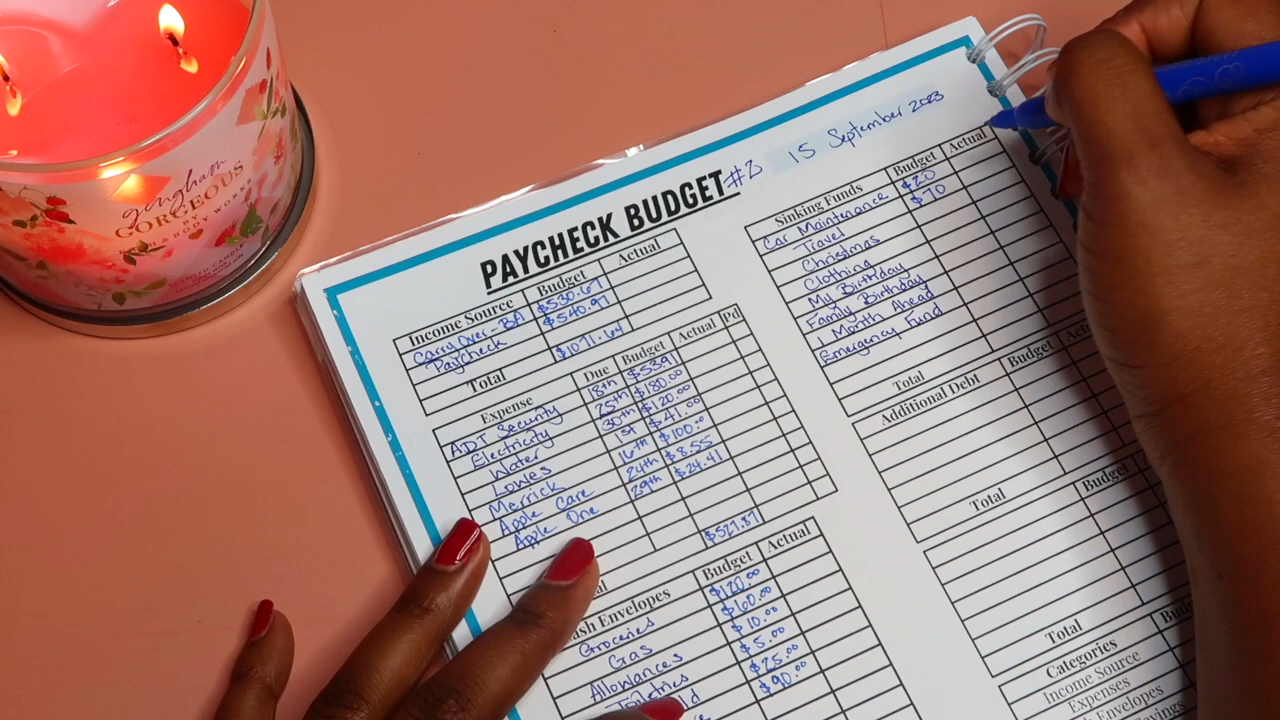 gingham
GORGEOUS
PAYCHECK BUDGET #3
15 September 2023
Income Source Budget Actual
Carry Over - BA $530.67
Paycheck $540.97
Total $1071.64
Expense Due Budget Actual Pd
ADT Security 18th $53.91
Electricity 25th $180.00
Water 30th $120.00
Lowes 1st $41.00
Merrick 16th $100.00
Apple Care 24th $8.55
Apple One 29th $24.41
$527.87
Envelopes Budget Actual
Groceries $120.00
Gas $60.00
Allowances $10.00
Toiletries $5.00
$25.00
$90.00
Sinking Funds Budget Actual
Car Maintenance $20
Travel $70
Christmas
Clothing
My Birthday
Family Birthday
1 Month Ahead
Emergency Fund
Total
Additional Debt Budget
Total
Budget
Total
Categories
Income Source
Expenses
Envelopes